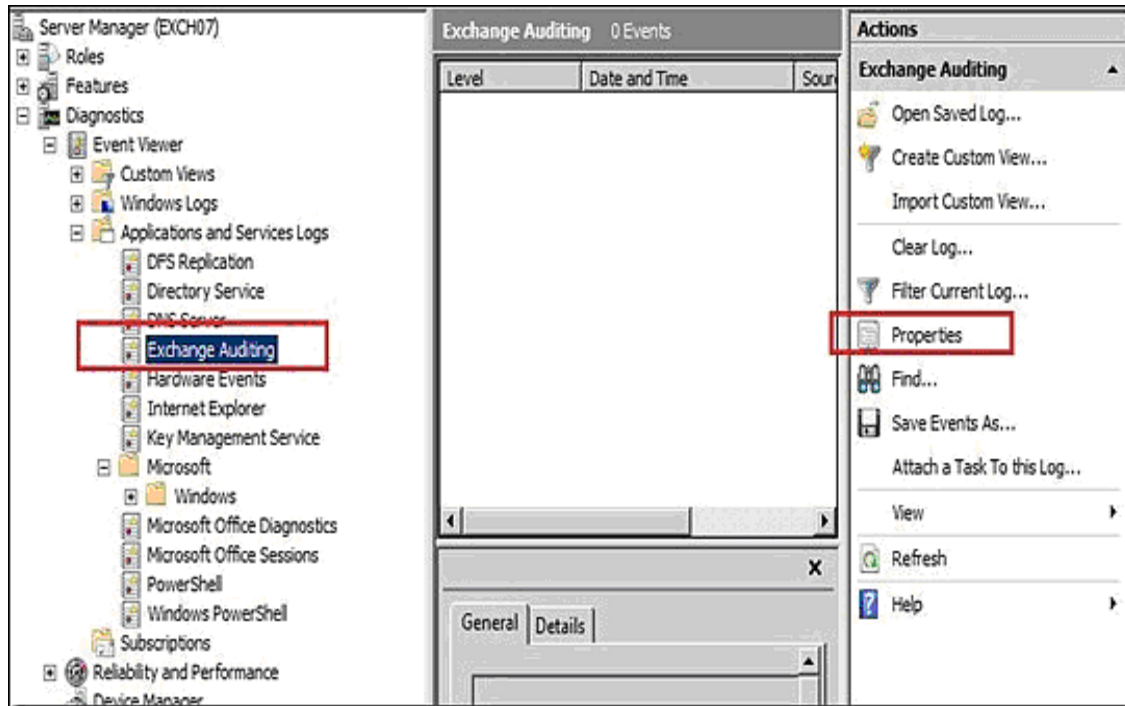 Server Manager (EXCH07)
Roles
Features
Diagnostics
Event Viewer
Custom Views
Windows Logs
Applications and Services Logs
DFS Replication
Directory Service
DNS Server
Exchange Auditing
Hardware Events
Internet Explorer
Key Management Service
Microsoft
Windows
Microsoft Office Diagnostics
Microsoft Office Sessions
PowerShell
Windows PowerShell
Subscriptions
Reliability and Performance
Device Manager
Exchange Auditing 0 Events
Level Date and Time Sour
General Details
Actions
Exchange Auditing
Open Saved Log...
Create Custom View...
Import Custom View...
Clear Log...
Filter Current Log...
Properties
Find...
Save Events As...
Attach a Task To this Log...
View
Refresh
Help